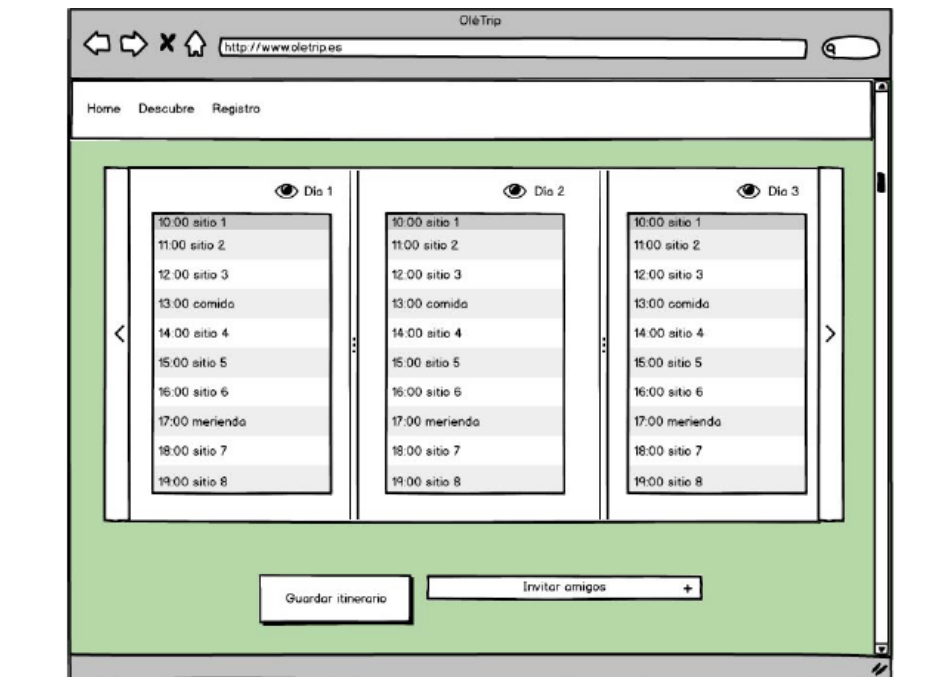 OléTrip
http://www.oletrip.es
Home Descubre Registro
Dia 1
10:00 sitio 1
11:00 sitio 2
12:00 sitio 3
13:00 comida
14:00 sitio 4
15:00 sitio 5
16:00 sitio 6
17:00 merienda
18:00 sitio 7
19:00 sitio 8
Dia 2
10:00 sitio 1
11:00 sitio 2
12:00 sitio 3
13:00 comida
14:00 sitio 4
15:00 sitio 5
16:00 sitio 6
17:00 merienda
18:00 sitio 7
19:00 sitio 8
Dia 3
10:00 sitio 1
11:00 sitio 2
12:00 sitio 3
13:00 comida
14:00 sitio 4
15:00 sitio 5
16:00 sitio 6
17:00 merienda
18:00 sitio 7
19:00 sitio 8
Guardar itinerario
Invitar amigos +